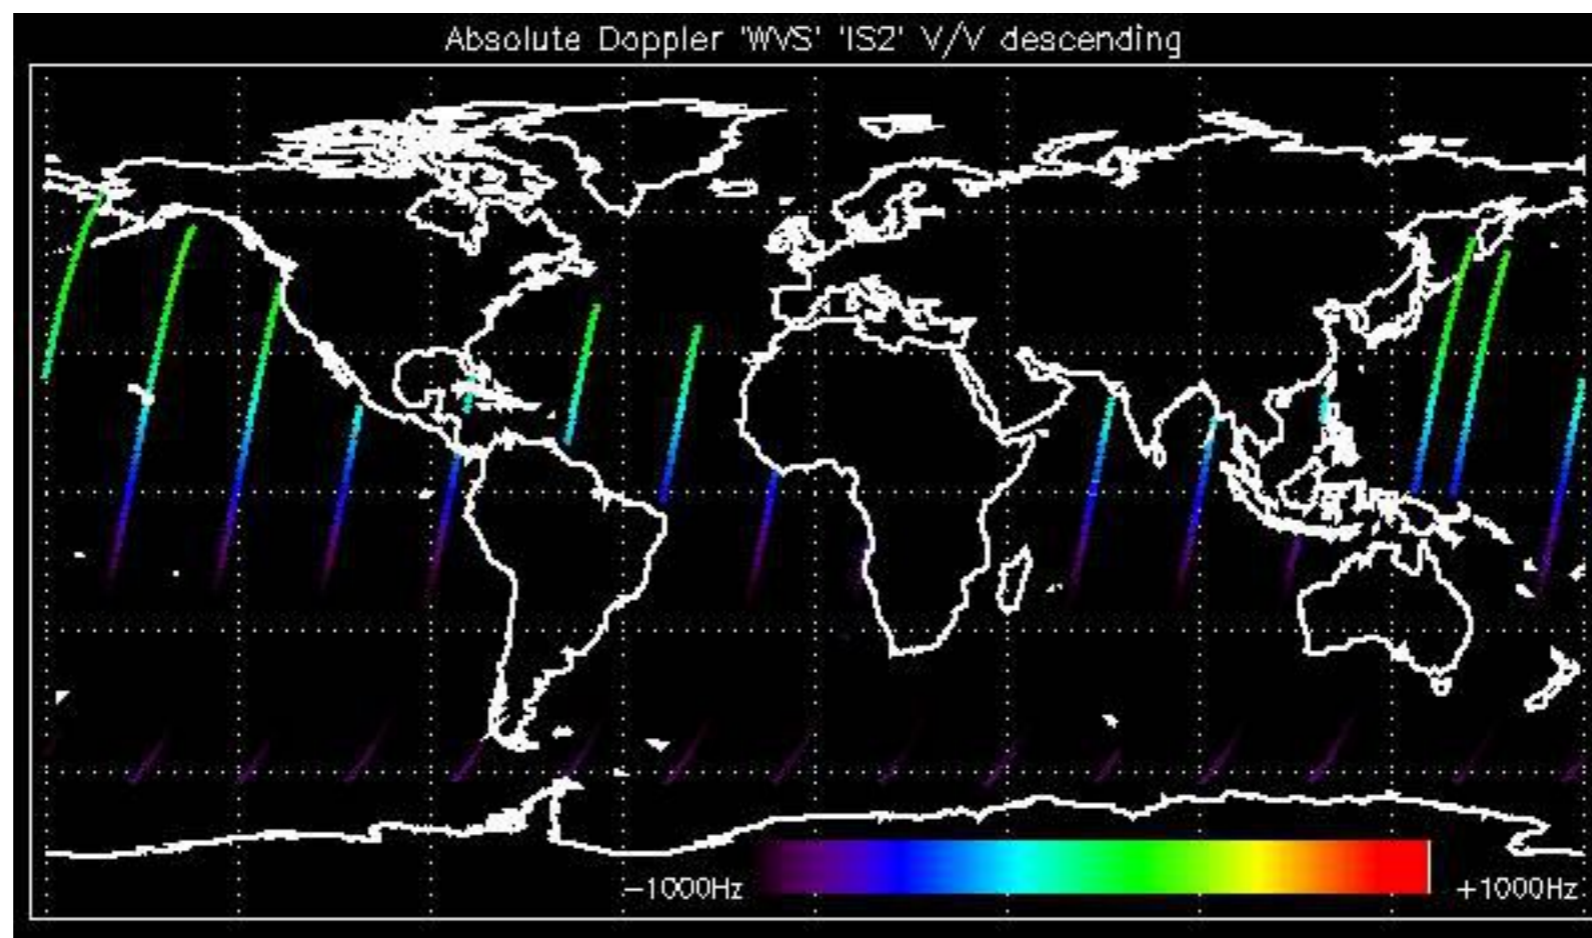 Absolute Doppler 'WVS' 'IS2' V/V descending
−1000Hz +1000Hz